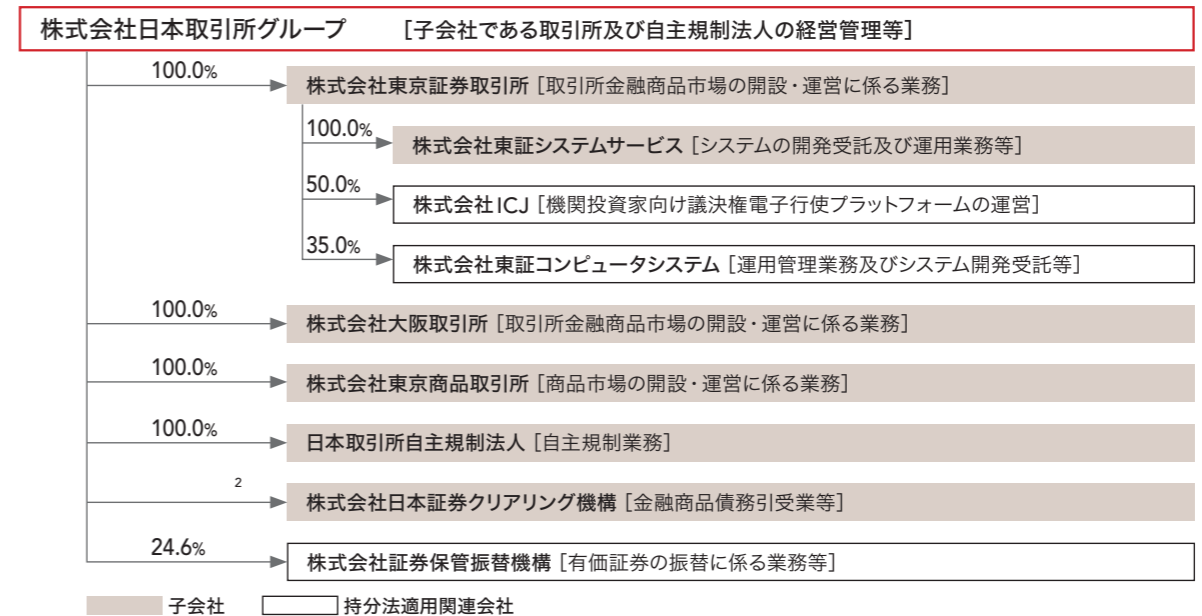 株式会社日本取引所グループ [子会社である取引所及び自主規制法人の経営管理等]
100.0%
株式会社東京証券取引所 [取引所金融商品市場の開設・運営に係る業務]
100.0%
株式会社東証システムサービス [システムの開発受託及び運用業務等]
50.0%
株式会社ICJ [機関投資家向け議決権電子行使プラットフォームの運営]
35.0%
株式会社東証コンピュータシステム [運用管理業務及びシステム開発受託等]
100.0%
株式会社大阪取引所 [取引所金融商品市場の開設・運営に係る業務]
100.0%
株式会社東京商品取引所 [商品市場の開設・運営に係る業務]
100.0%
日本取引所自主規制法人 [自主規制業務]
2
株式会社日本証券クリアリング機構 [金融商品債務引受業等]
24.6%
株式会社証券保管振替機構 [有価証券の振替に係る業務等]
子会社 持分法適用関連会社